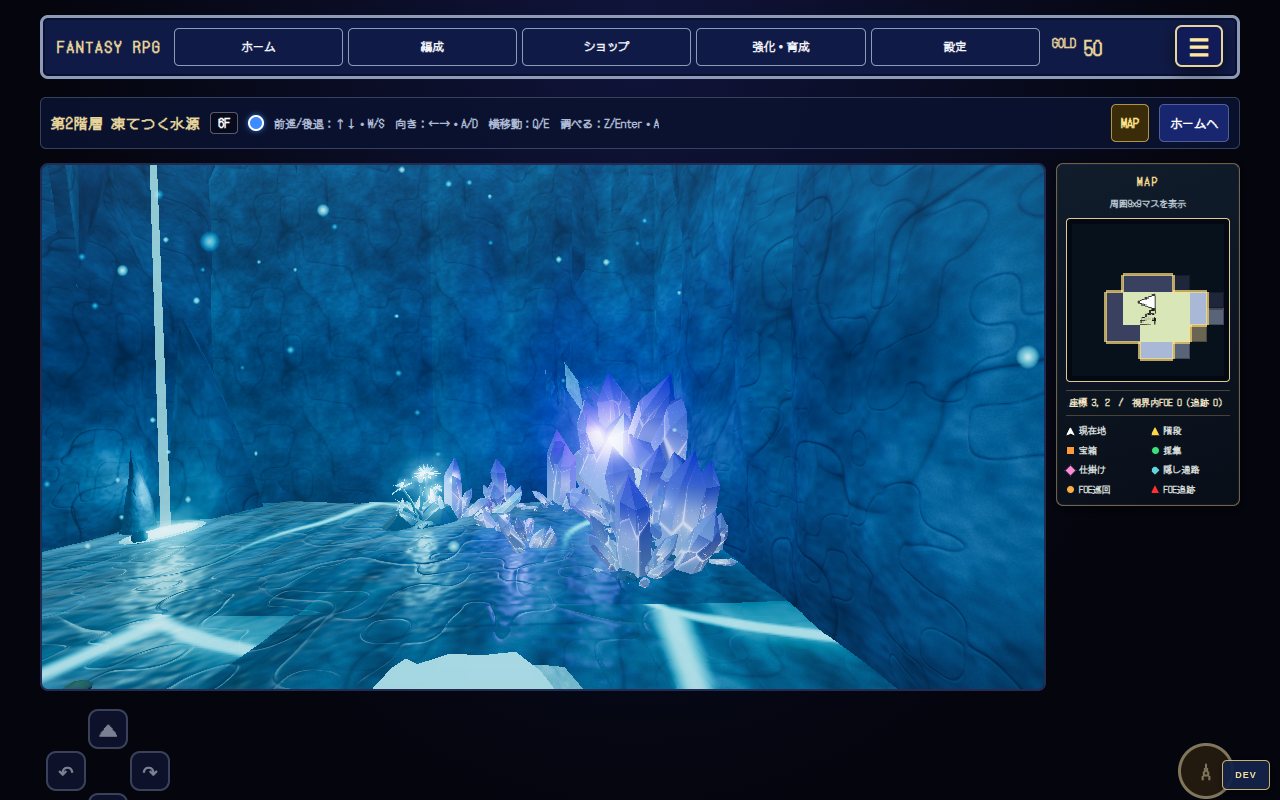 FANTASY RPG
ホーム
編成
ショップ
強化・育成
設定
GOLD 50
第2階層 凍てつく水源
6F
前進/後退：↑↓・W/S 向き：←→・A/D 横移動：Q/E 調べる：Z/Enter・A
MAP
ホームへ
MAP
周囲9x9マスを表示
座標 3, 2 / 視界内FOE 0（追跡 0）
現在地
階段
宝箱
採集
仕掛け
隠し通路
FOE巡回
FOE追跡
A
DEV